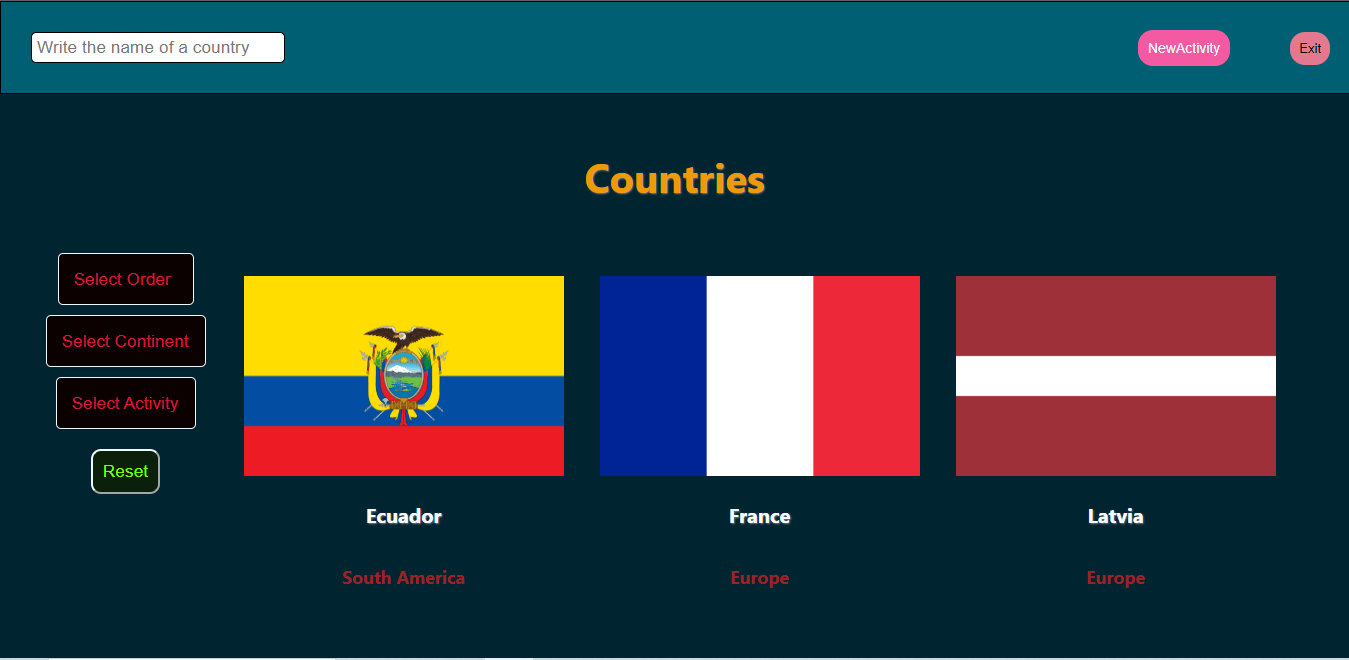 Write the name of a country
NewActivity
Exit
Countries
Select Order
Select Continent
Select Activity
Reset
Ecuador
France
Latvia
South America
Europe
Europe